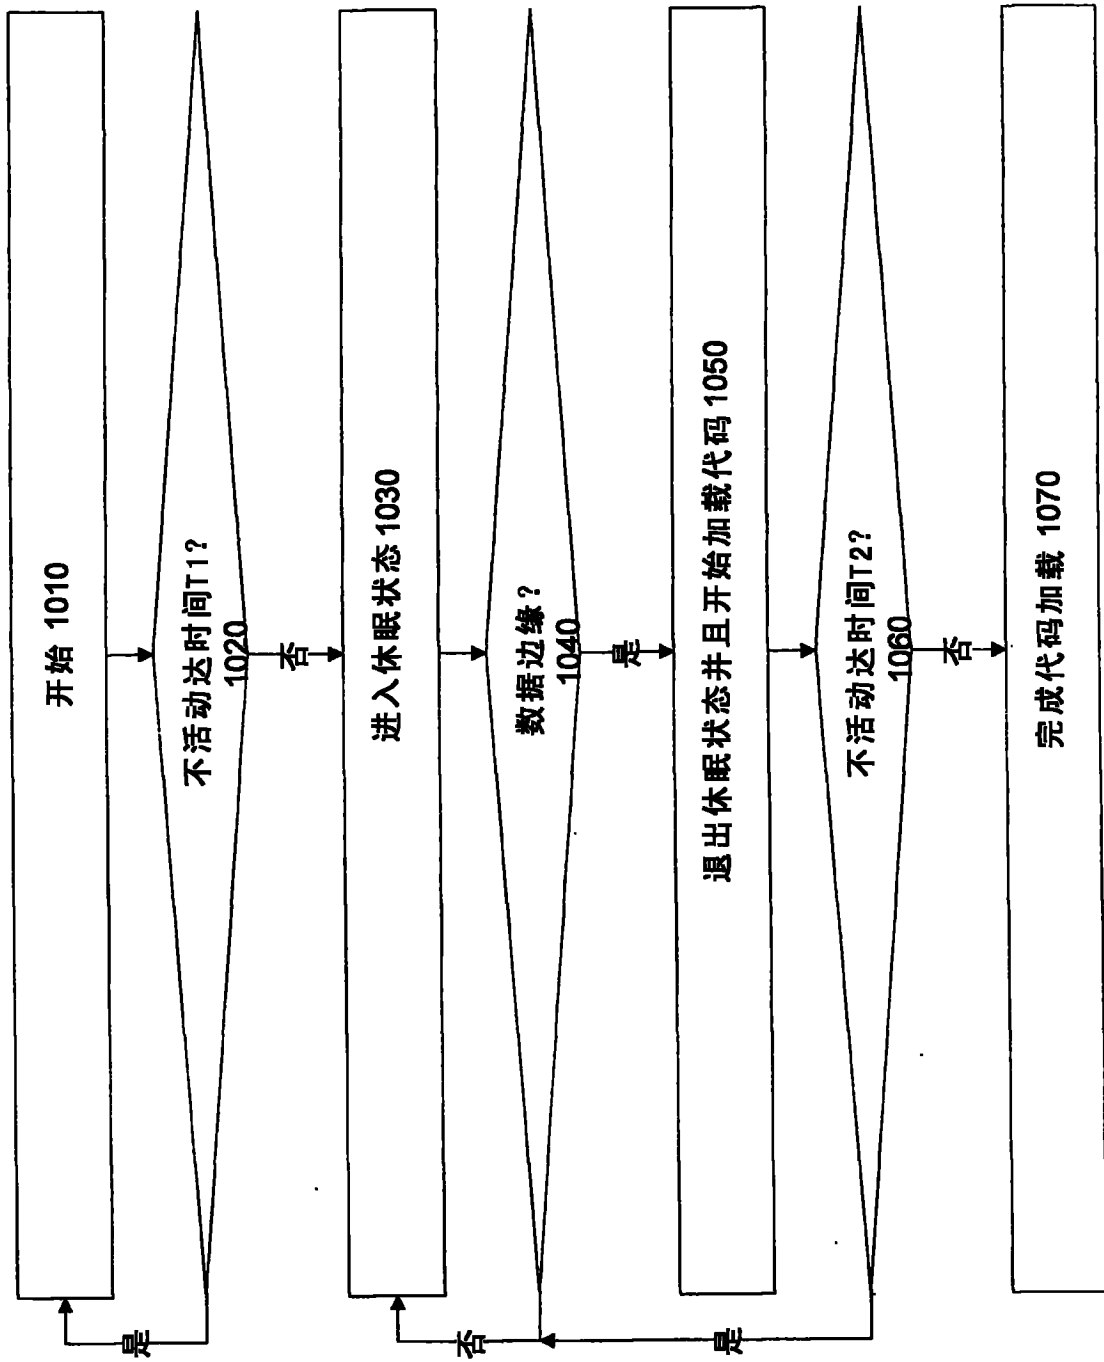 开始 1010
是
不活动达时间T1?
1020
否
进入休眠状态 1030
否
数据边缘?
1040
是
退出休眠状态并且开始加载代码 1050
是
不活动达时间T2?
1060
否
完成代码加载 1070